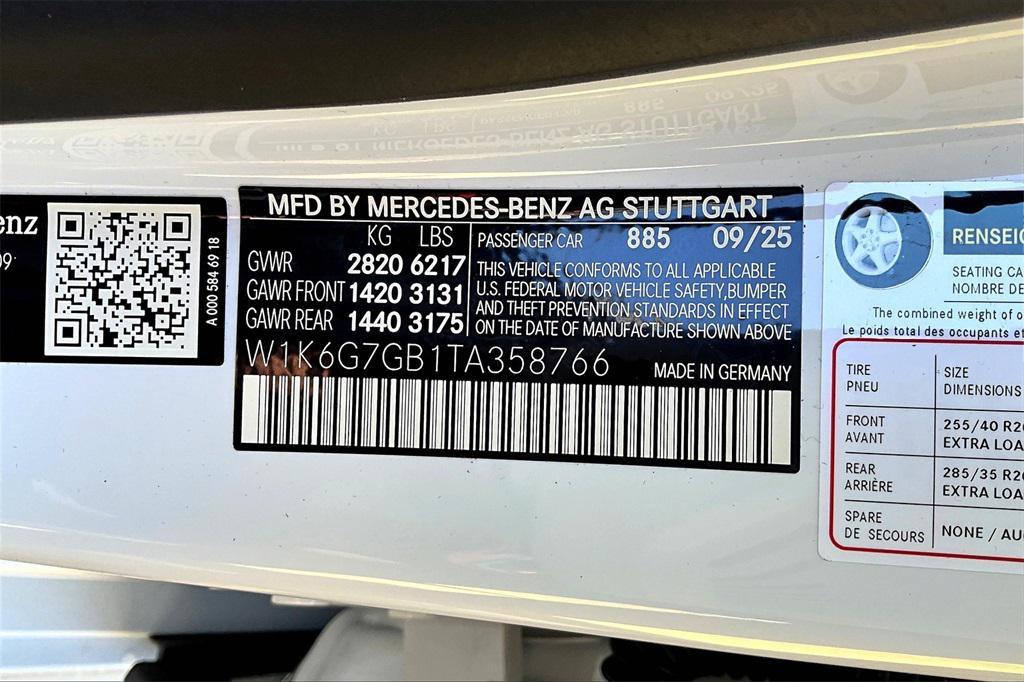 enz
09
A 000 584 69 18
MFD BY MERCEDES-BENZ AG STUTTGART
KG LBS
GVWR 2820 6217
GAWR FRONT 1420 3131
GAWR REAR 1440 3175
PASSENGER CAR 885 09/25
THIS VEHICLE CONFORMS TO ALL APPLICABLE
U.S. FEDERAL MOTOR VEHICLE SAFETY,BUMPER
AND THEFT PREVENTION STANDARDS IN EFFECT
ON THE DATE OF MANUFACTURE SHOWN ABOVE
W1K6G7GB1TA358766
MADE IN GERMANY
RENSEIG
SEATING CA
NOMBRE DE
The combined weight of o
Le poids total des occupants e
TIRE SIZE
PNEU DIMENSIONS
FRONT 255/40 R20
AVANT EXTRA LOA
REAR 285/35 R20
ARRIÈRE EXTRA LOA
SPARE
DE SECOURS
NONE / AU